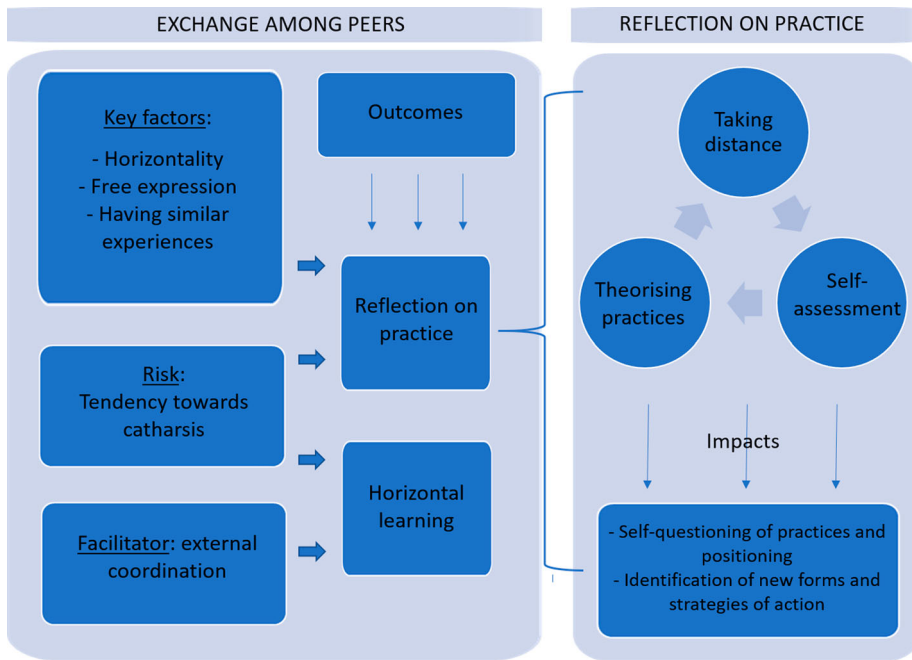 EXCHANGE AMONG PEERS
Key factors:
- Horizontality
- Free expression
- Having similar
experiences
Outcomes
Reflection on
practice
Risk:
Tendency towards
catharsis
Horizontal
learning
Facilitator: external
coordination
REFLECTION ON PRACTICE
Taking
distance
Theorising
practices
Self-
assessment
Impacts
- Self-questioning of practices and
positioning
- Identification of new forms and
strategies of action